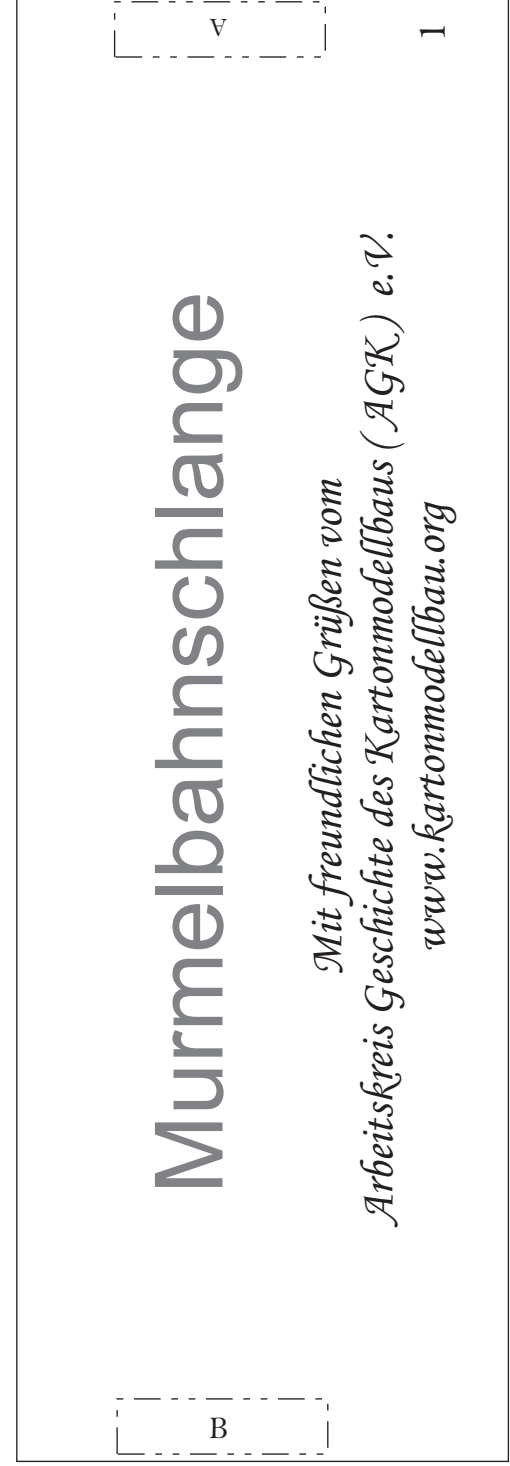 A
1
Murmelbahnschlange
Mit freundlichen Grüßen vom
Arbeitskreis Geschichte des Kartonmodellbaus (AGK) e.V.
www.kartonmodellbau.org
B